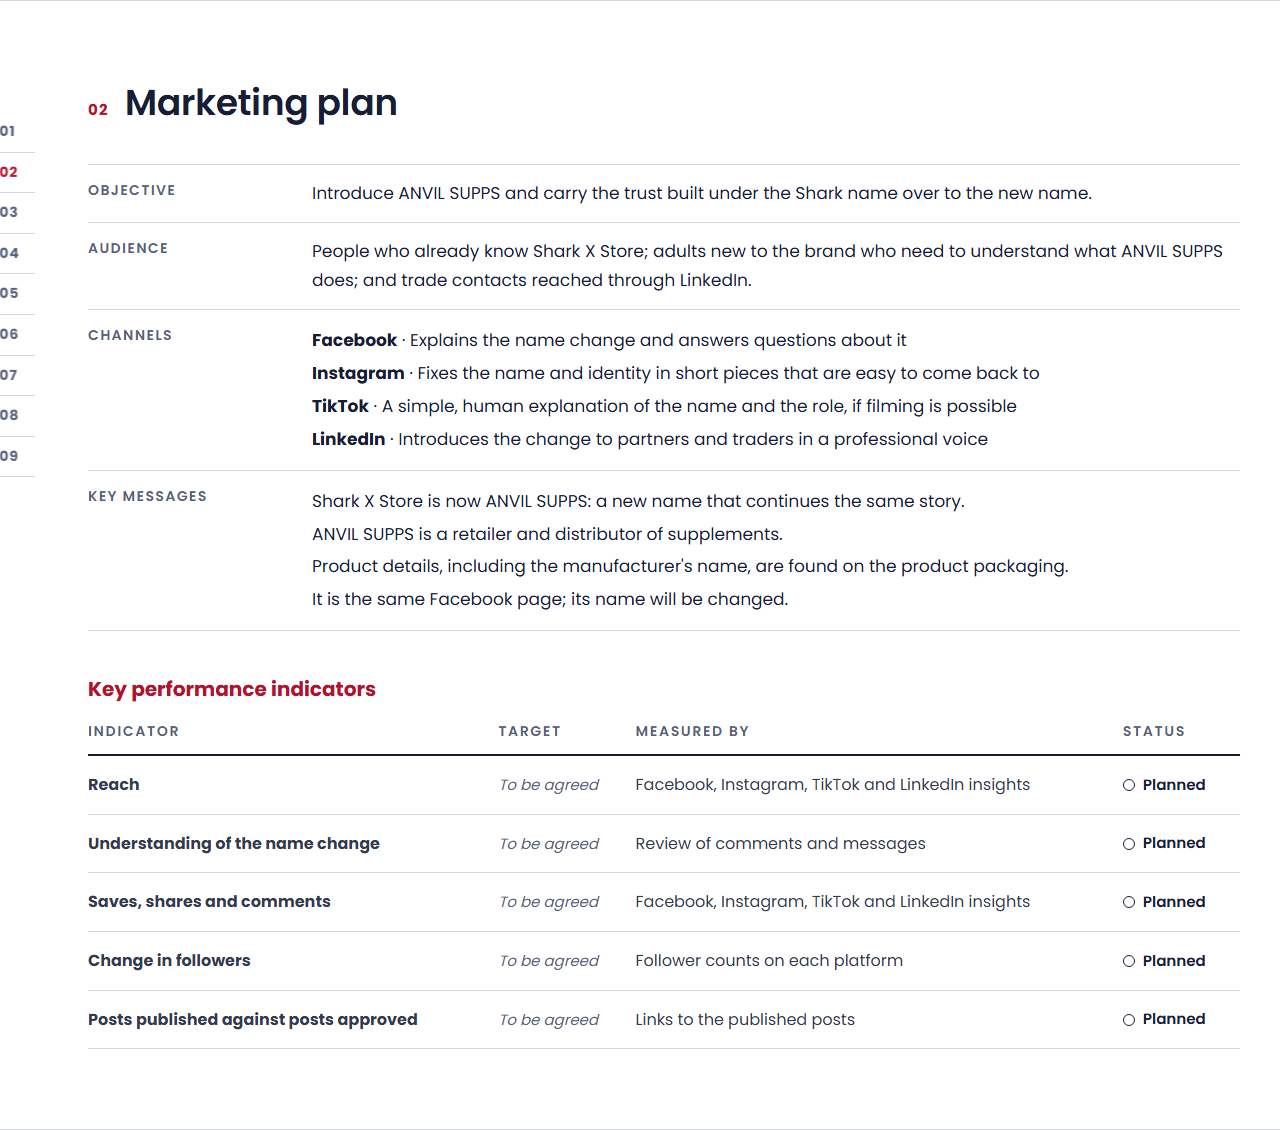 02 Marketing plan
01
02
03
04
05
06
07
08
09
OBJECTIVE
Introduce ANVIL SUPPS and carry the trust built under the Shark name over to the new name.
AUDIENCE
People who already know Shark X Store; adults new to the brand who need to understand what ANVIL SUPPS
does; and trade contacts reached through LinkedIn.
CHANNELS
Facebook · Explains the name change and answers questions about it
Instagram · Fixes the name and identity in short pieces that are easy to come back to
TikTok · A simple, human explanation of the name and the role, if filming is possible
LinkedIn · Introduces the change to partners and traders in a professional voice
KEY MESSAGES
Shark X Store is now ANVIL SUPPS: a new name that continues the same story.
ANVIL SUPPS is a retailer and distributor of supplements.
Product details, including the manufacturer's name, are found on the product packaging.
It is the same Facebook page; its name will be changed.
Key performance indicators
INDICATOR TARGET MEASURED BY STATUS
Reach To be agreed Facebook, Instagram, TikTok and LinkedIn insights Planned
Understanding of the name change To be agreed Review of comments and messages Planned
Saves, shares and comments To be agreed Facebook, Instagram, TikTok and LinkedIn insights Planned
Change in followers To be agreed Follower counts on each platform Planned
Posts published against posts approved To be agreed Links to the published posts Planned